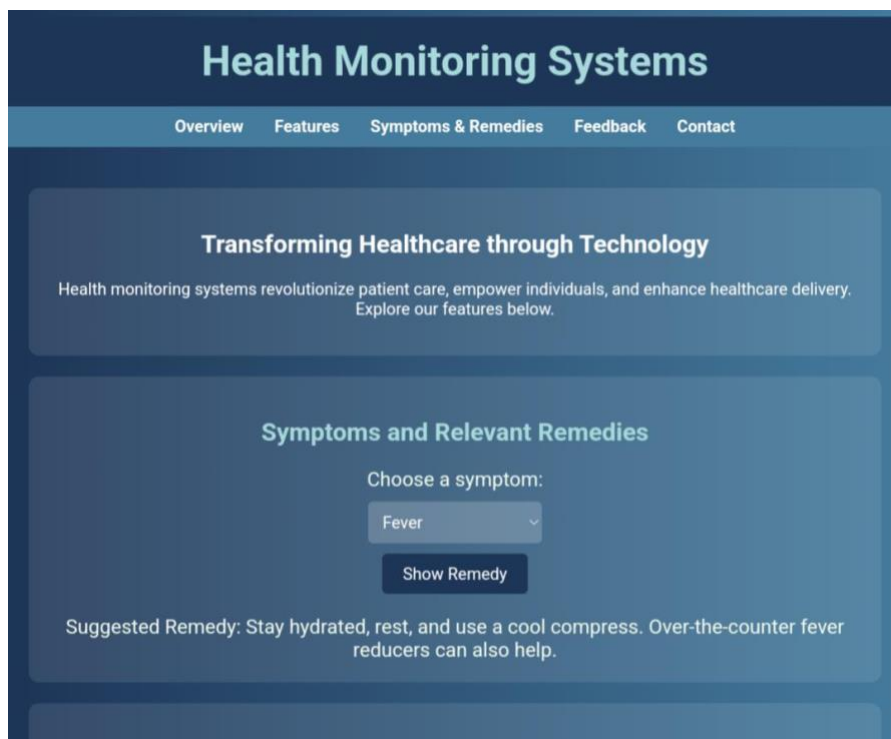 Health Monitoring Systems
Overview Features Symptoms & Remedies Feedback Contact
Transforming Healthcare through Technology
Health monitoring systems revolutionize patient care, empower individuals, and enhance healthcare delivery.
Explore our features below.
Symptoms and Relevant Remedies
Choose a symptom:
Fever
Show Remedy
Suggested Remedy: Stay hydrated, rest, and use a cool compress. Over-the-counter fever
reducers can also help.